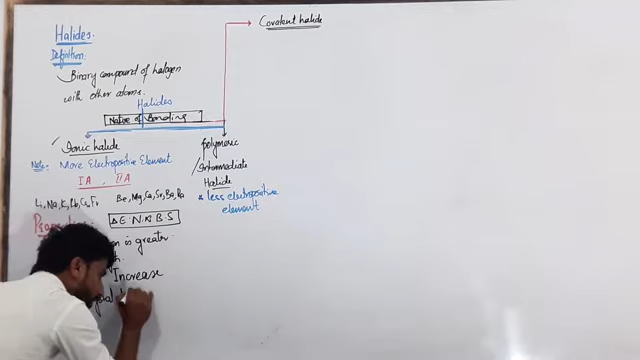 Halides.
Definition:
Binary compound of halogen
with other atoms.
Halides
Nature of Bonding
Covalent halide
Ionic halide
Note: More Electropositive Element
IA, IIA
Li, Na, K, Rb, Cs, Fr
Be, Mg, Ca, Sr, Ba, Ra
ΔE.N. B.S
is greater
Increase
Polymeric
/Intermediate
Halide
less electropositive
element